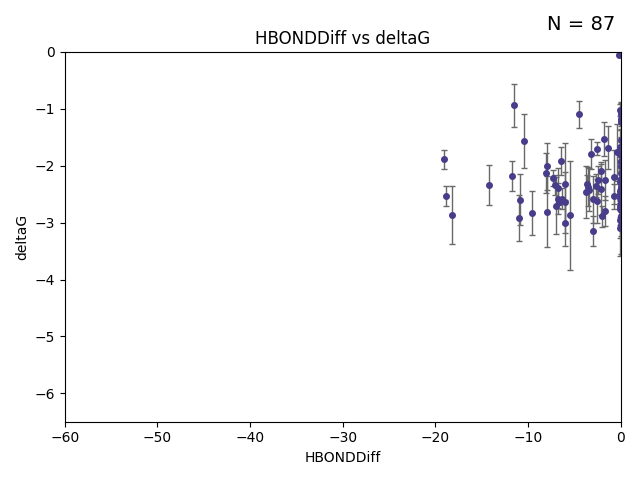 N = 87
HBONDDiff vs deltaG
deltaG
0
−1
−2
−3
−4
−5
−6
−60 −50 −40 −30 −20 −10 0
HBONDDiff